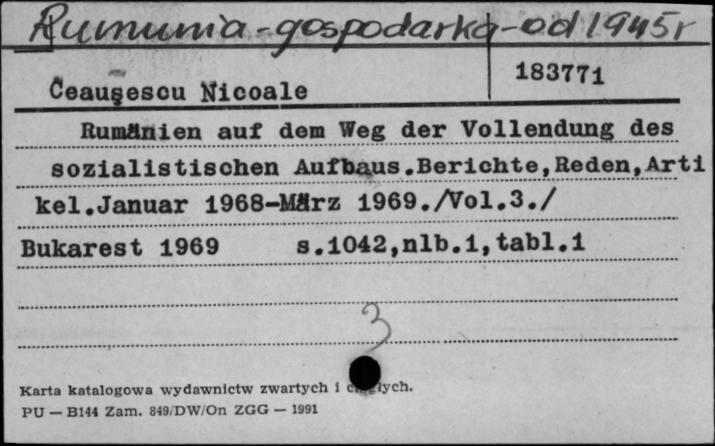 Rumunia - gospodarka - od 1945r
183771
Ceauşescu Nicoale
Rumänien auf dem Weg der Vollendung des
sozialistischen Aufbaus.Berichte,Reden,Arti
kel.Januar 1968-März 1969./Vol.3./
Bukarest 1969 s.1042,nlb.1,tabl.1
3
Karta katalogowa wydawnictw zwartych i ciągłych.
PU — B144 Zam. 849/DW/On ZGG — 1991